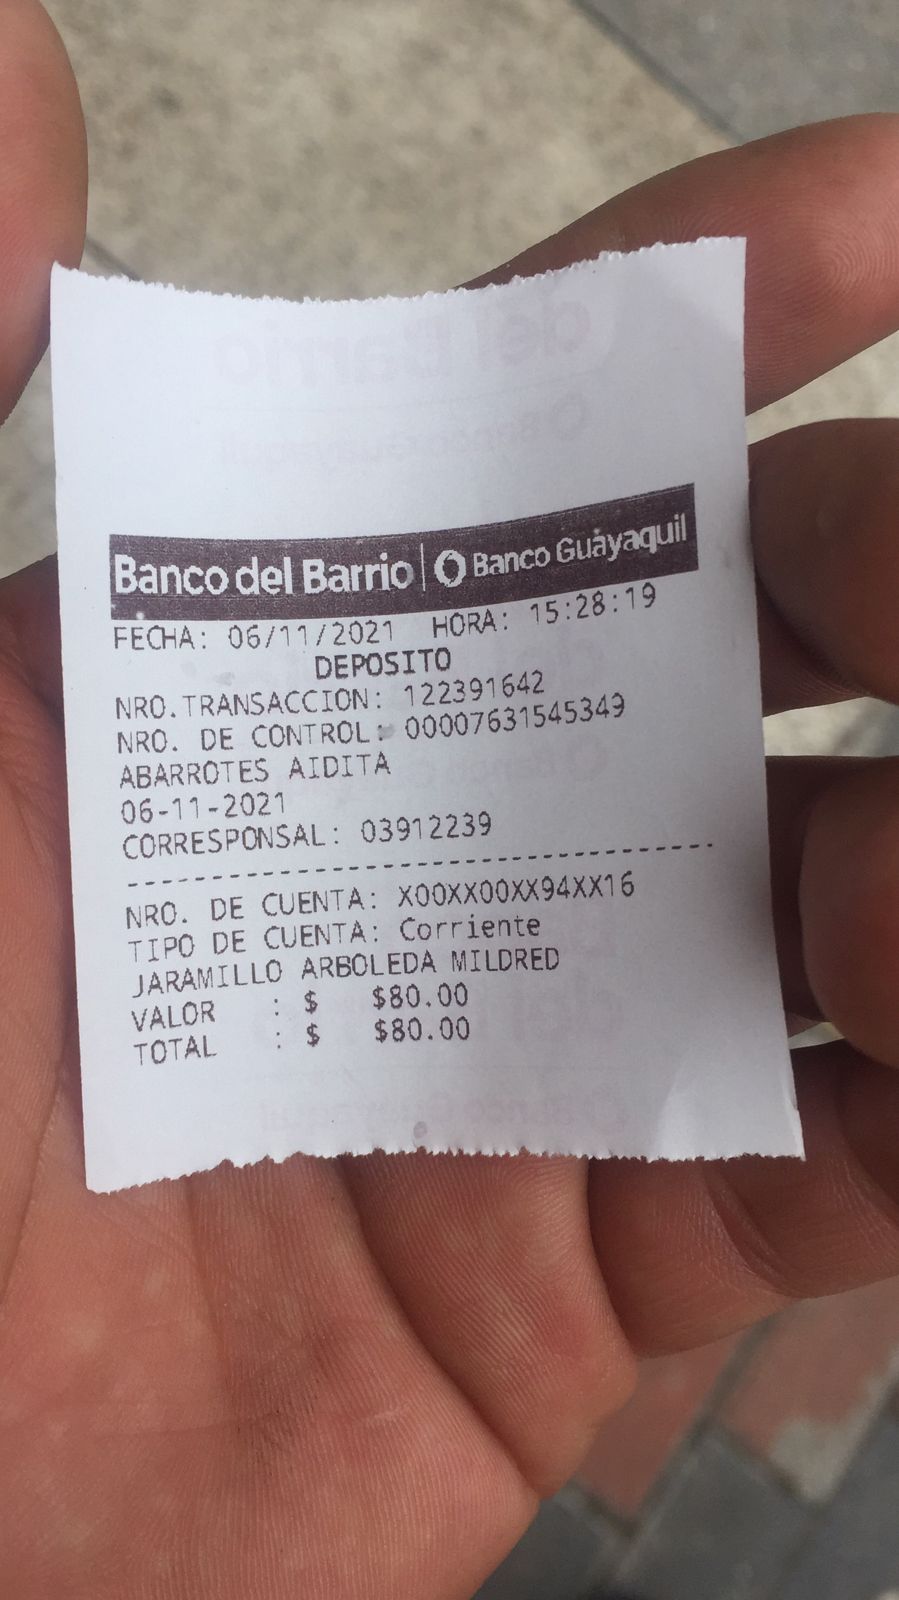 Banco del Barrio | Banco Guayaquil
FECHA: 06/11/2021 HORA: 15:28:19
DEPOSITO
NRO.TRANSACCION: 122391642
NRO. DE CONTROL: 00007631545349
ABARROTES AIDITA
06-11-2021
CORRESPONSAL: 03912239
--------------------------------------
NRO. DE CUENTA: X00XX00XX94XX16
TIPO DE CUENTA: Corriente
JARAMILLO ARBOLEDA MILDRED
VALOR : $ $80.00
TOTAL : $ $80.00